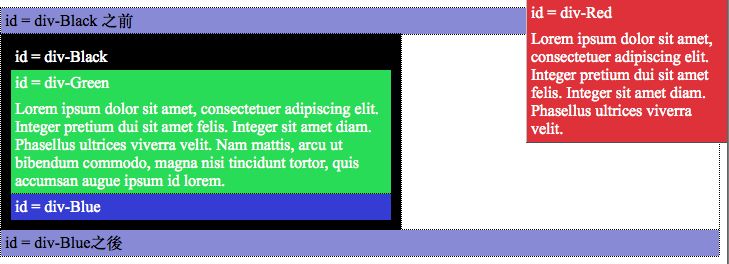 id = div-Black 之前
id = div-Black
id = div-Green
Lorem ipsum dolor sit amet, consectetuer adipiscing elit.
Integer pretium dui sit amet felis. Integer sit amet diam.
Phasellus ultrices viverra velit. Nam mattis, arcu ut
bibendum commodo, magna nisi tincidunt tortor, quis
accumsan augue ipsum id lorem.
id = div-Blue
id = div-Blue之後
id = div-Red
Lorem ipsum dolor sit amet,
consectetuer adipiscing elit.
Integer pretium dui sit amet
felis. Integer sit amet diam.
Phasellus ultrices viverra
velit.